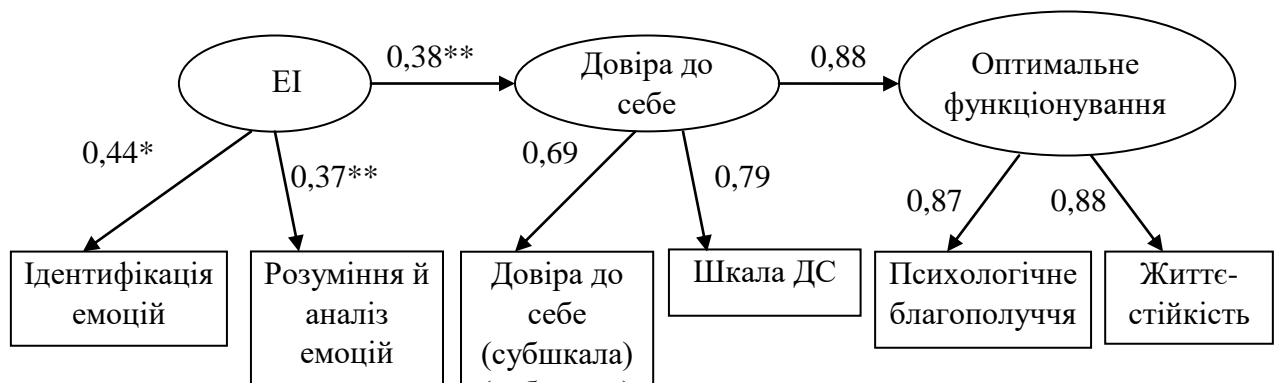 ЕІ
0,38**
Довіра до
себе
0,88
Оптимальне
функціонування
0,44*
0,37**
0,69
0,79
0,87
0,88
Ідентифікація
емоцій
Розуміння й
аналіз
емоцій
Довіра до
себе
(субшкала)
Шкала ДС
Психологічне
благополуччя
Життє-
стійкість